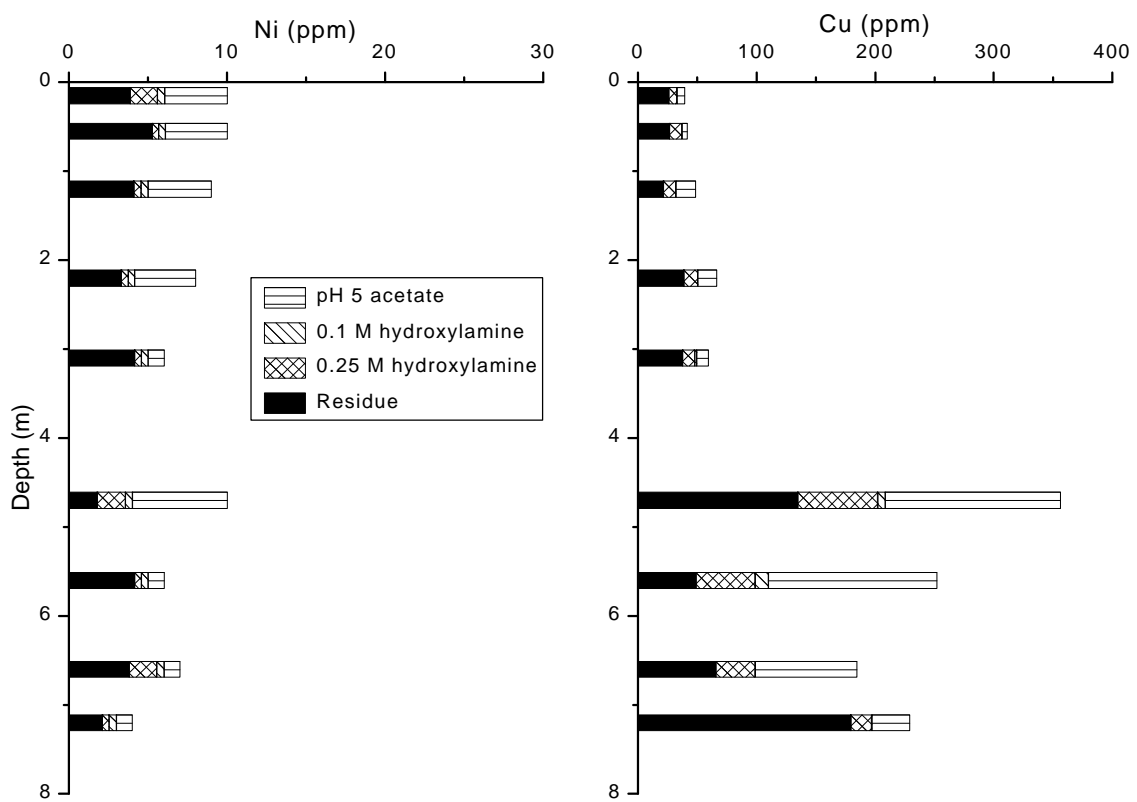 Ni (ppm)
0 10 20 30
Cu (ppm)
0 100 200 300 400
0
2
4
6
8
Depth (m)
pH 5 acetate
0.1 M hydroxylamine
0.25 M hydroxylamine
Residue
0
2
4
6
8